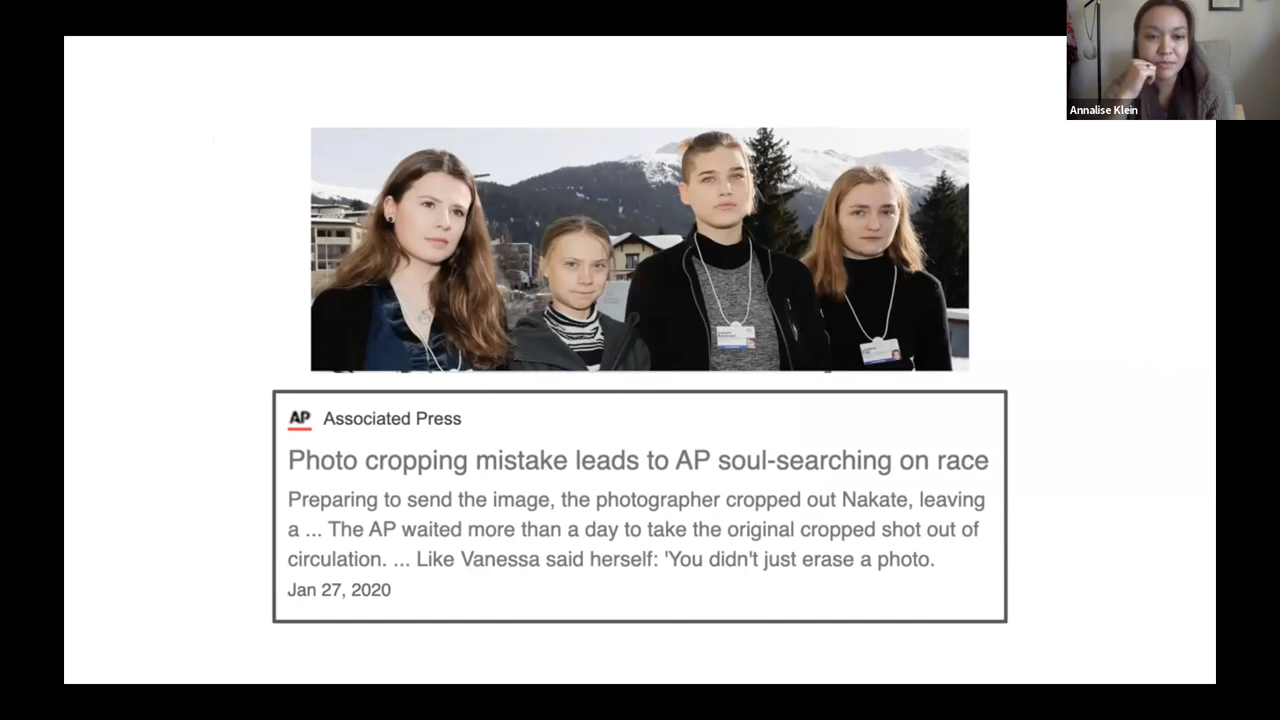 Annalise Klein
AP Associated Press
Photo cropping mistake leads to AP soul-searching on race
Preparing to send the image, the photographer cropped out Nakate, leaving
a ... The AP waited more than a day to take the original cropped shot out of
circulation. ... Like Vanessa said herself: 'You didn't just erase a photo.
Jan 27, 2020